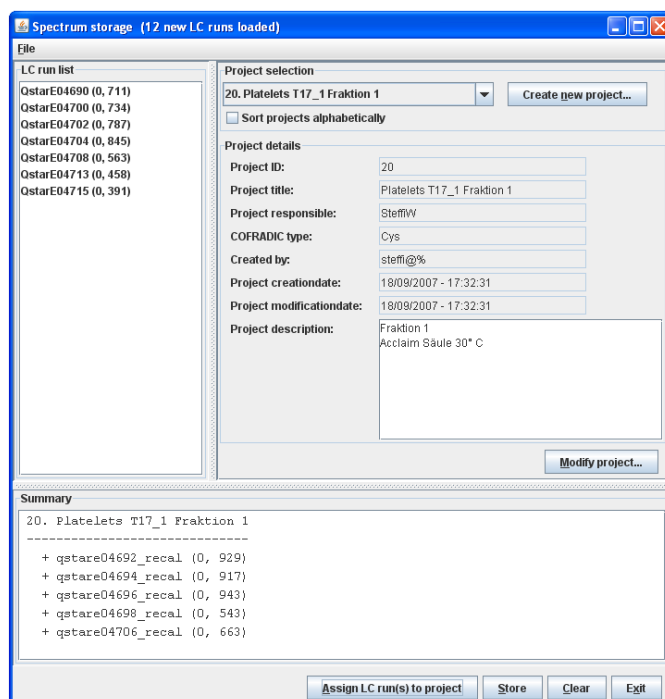 Spectrum storage (12 new LC runs loaded)
File
LC run list
QstarE04690 (0, 711)
QstarE04700 (0, 734)
QstarE04702 (0, 787)
QstarE04704 (0, 845)
QstarE04708 (0, 563)
QstarE04713 (0, 458)
QstarE04715 (0, 391)
Project selection
20. Platelets T17_1 Fraktion 1
Create new project...
Sort projects alphabetically
Project details
Project ID: 20
Project title: Platelets T17_1 Fraktion 1
Project responsible: SteffiW
COFRADIC type: Cys
Created by: steffi@%
Project creationdate: 18/09/2007 - 17:32:31
Project modificationdate: 18/09/2007 - 17:32:31
Project description: Fraktion 1
Acclaim Säule 30° C
Modify project...
Summary
20. Platelets T17_1 Fraktion 1
------------------------------
+ qstare04692_recal (0, 929)
+ qstare04694_recal (0, 917)
+ qstare04696_recal (0, 943)
+ qstare04698_recal (0, 543)
+ qstare04706_recal (0, 663)
Assign LC run(s) to project Store Clear Exit